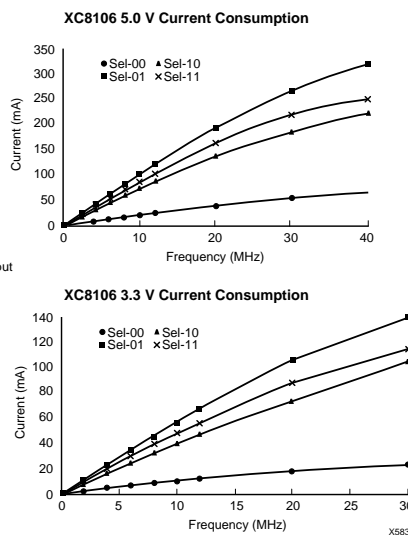 XC8106 5.0 V Current Consumption
350
300
250
200
150
100
50
0
Current (mA)
Sel-00 Sel-10
Sel-01 Sel-11
0 10 20 30 40
Frequency (MHz)
out
XC8106 3.3 V Current Consumption
140
120
100
80
60
40
20
0
Current (mA)
Sel-00 Sel-10
Sel-01 Sel-11
0 5 10 15 20 25 30
Frequency (MHz)
X583